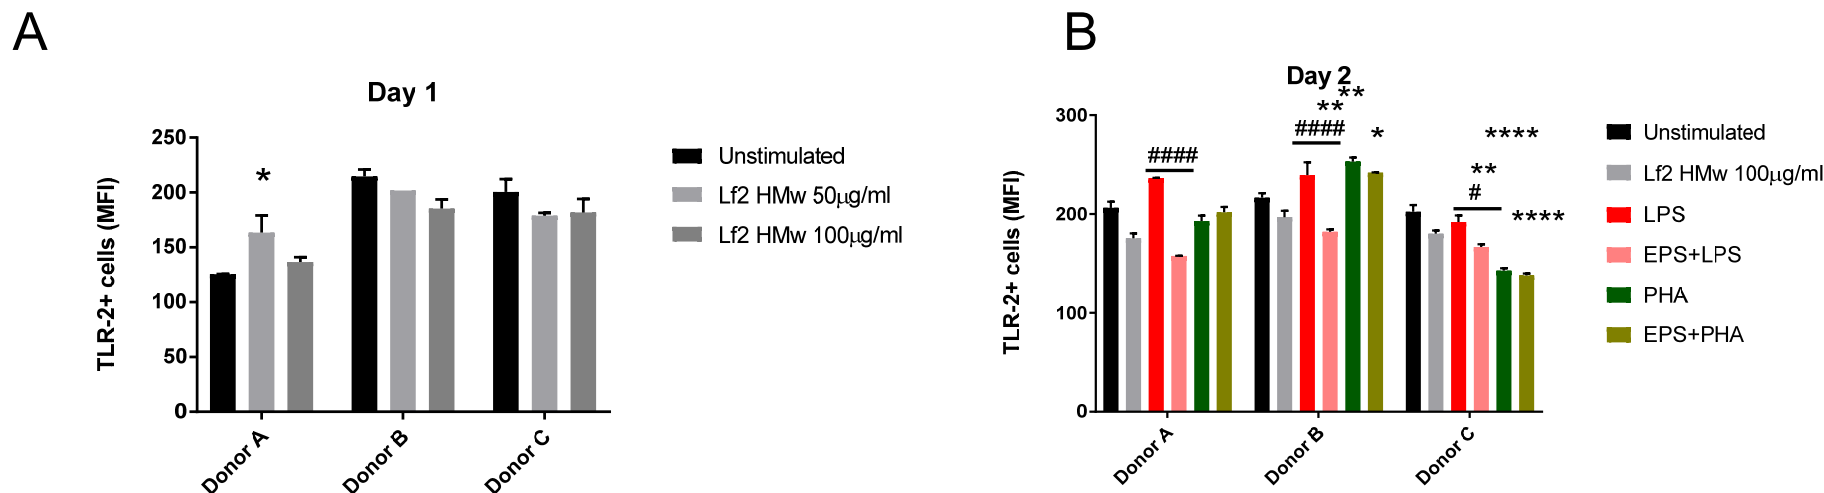 A
Day 1
TLR-2+ cells (MFI)
250
200
150
100
50
0
*
Donor A
Donor B
Donor C
Unstimulated
Lf2 HMw 50μg/ml
Lf2 HMw 100μg/ml
B
Day 2
TLR-2+ cells (MFI)
300
200
100
0
####
**
**
####
*
****
**
#
****
Donor A
Donor B
Donor C
Unstimulated
Lf2 HMw 100μg/ml
LPS
EPS+LPS
PHA
EPS+PHA